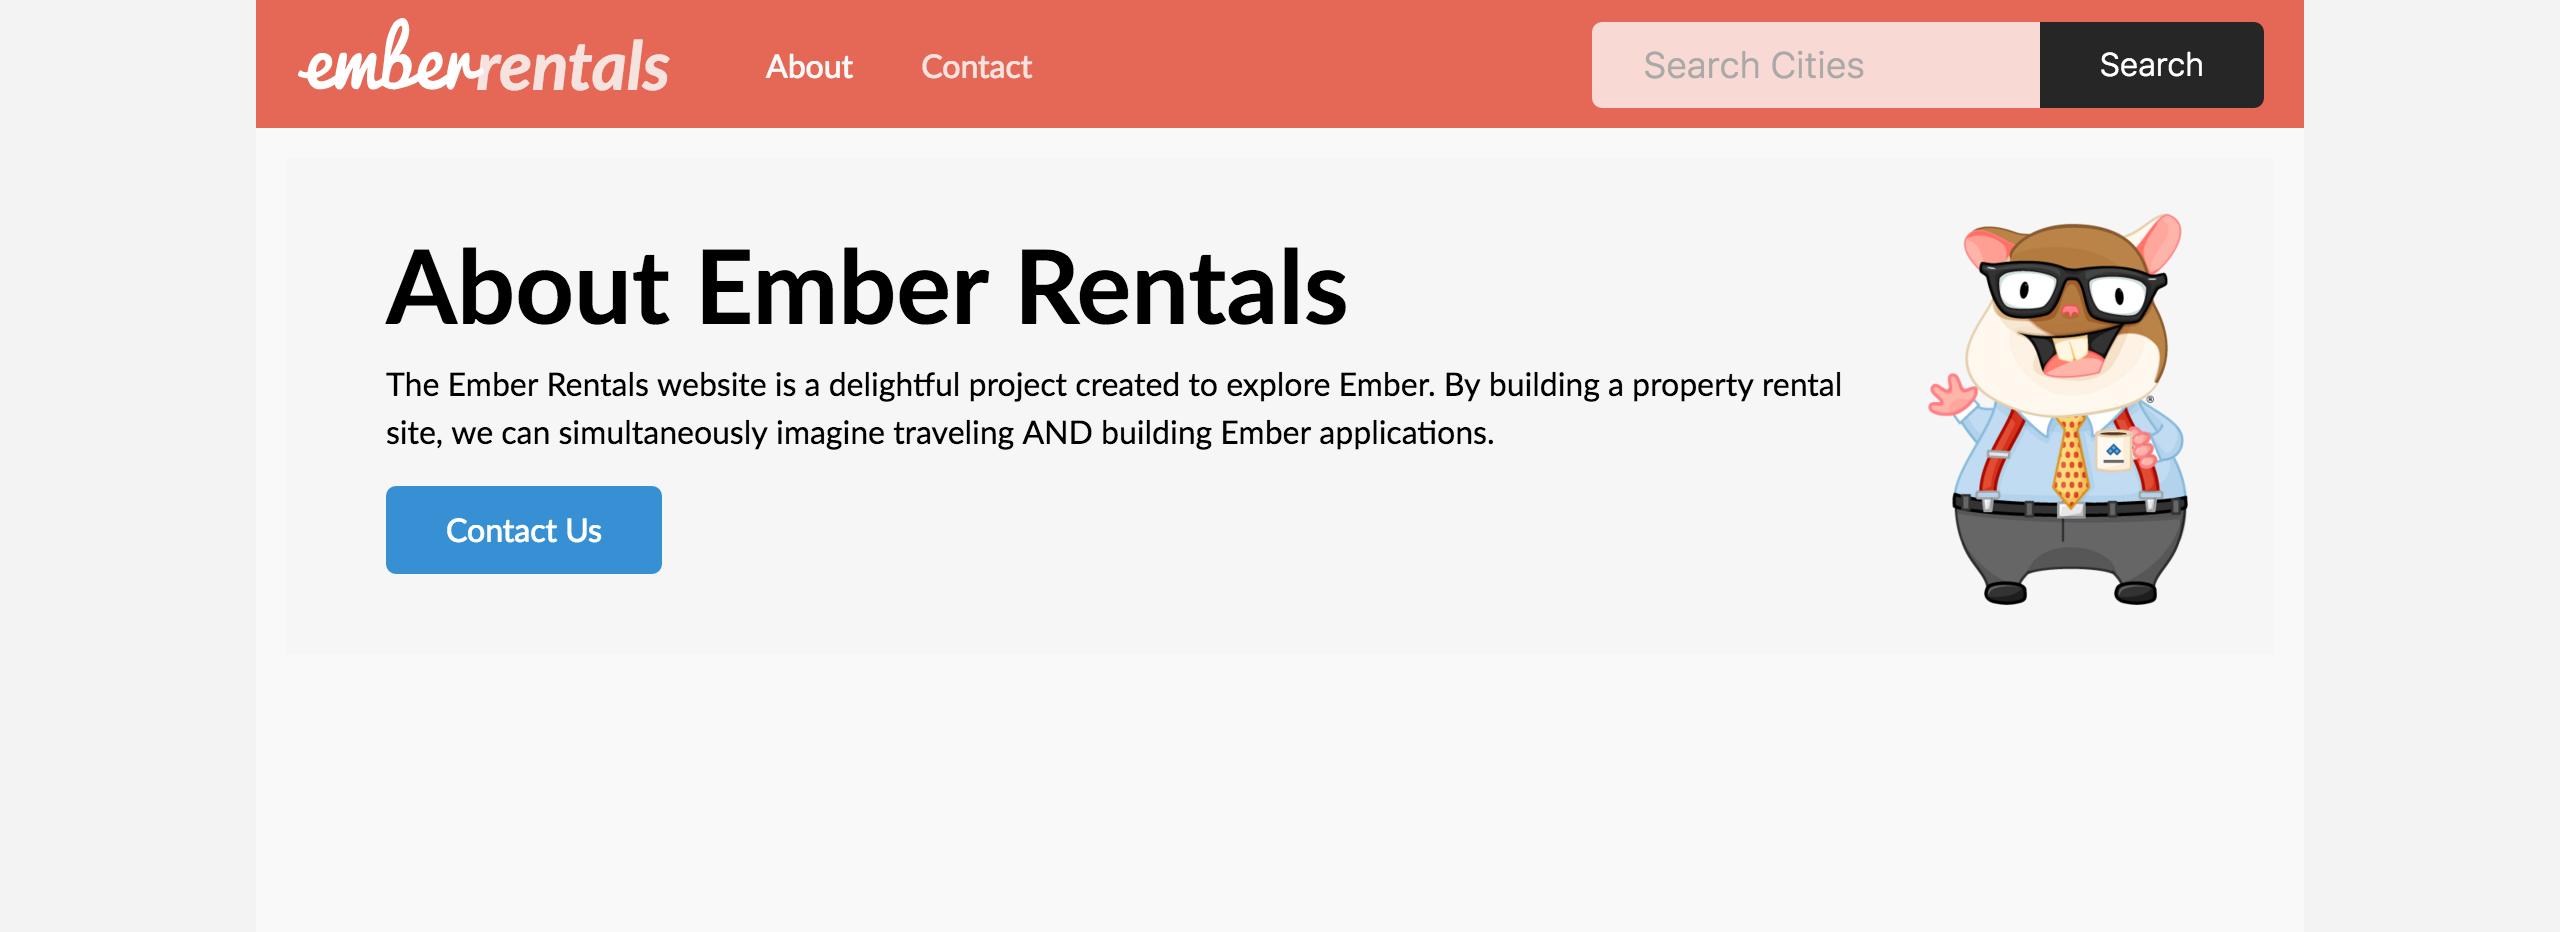 emberrentals
About
Contact
Search Cities
Search
About Ember Rentals
The Ember Rentals website is a delightful project created to explore Ember. By building a property rental
site, we can simultaneously imagine traveling AND building Ember applications.
®
Contact Us